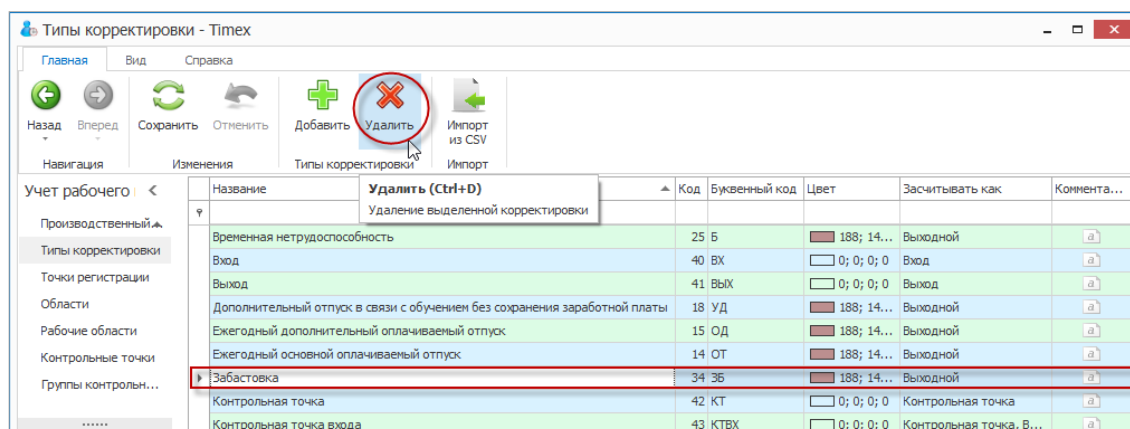 Типы корректировки - Timex
Главная Вид Справка
Назад Вперед Сохранить Отменить Добавить Удалить Импорт из CSV
Навигация Изменения Типы корректировки Импорт
Учет рабочего
Удалить (Ctrl+D)
Удаление выделенной корректировки
Название Код Буквенный код Цвет Засчитывать как Коммента...
Производственный
Типы корректировки
Точки регистрации
Области
Рабочие области
Контрольные точки
Группы контрольн...
Временная нетрудоспособность 25 Б 188; 14... Выходной
Вход 40 ВХ 0; 0; 0; 0 Вход
Выход 41 ВЫХ 0; 0; 0; 0 Выход
Дополнительный отпуск в связи с обучением без сохранения заработной платы 18 УД 188; 14... Выходной
Ежегодный дополнительный оплачиваемый отпуск 15 ОД 188; 14... Выходной
Ежегодный основной оплачиваемый отпуск 14 ОТ 188; 14... Выходной
Забастовка 34 ЗБ 188; 14... Выходной
Контрольная точка 42 КТ 0; 0; 0; 0 Контрольная точка
Контрольная точка входа 43 КТВХ 0; 0; 0; 0 Контрольная точка. В...